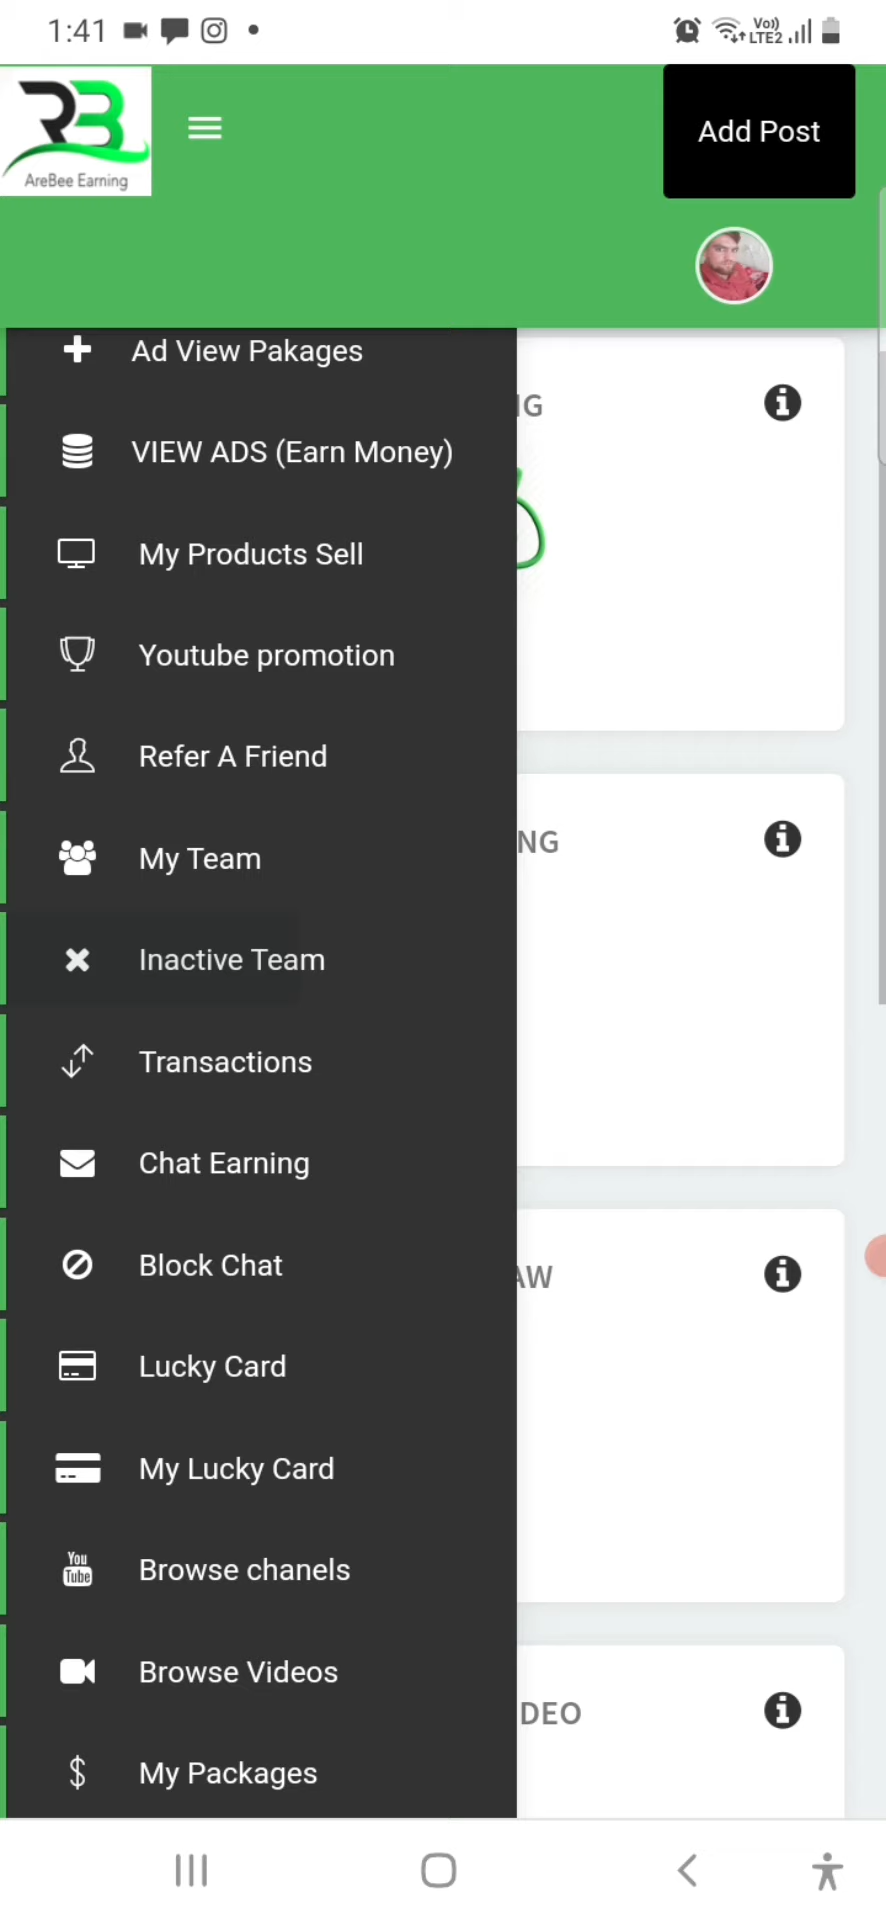 1:41
Vo))
LTE2
AreBee Earning
Add Post
Ad View Pakages
IG
VIEW ADS (Earn Money)
My Products Sell
Youtube promotion
Refer A Friend
My Team
NG
Inactive Team
Transactions
Chat Earning
Block Chat
AW
Lucky Card
My Lucky Card
You
Tube
Browse chanels
Browse Videos
DEO
$ My Packages